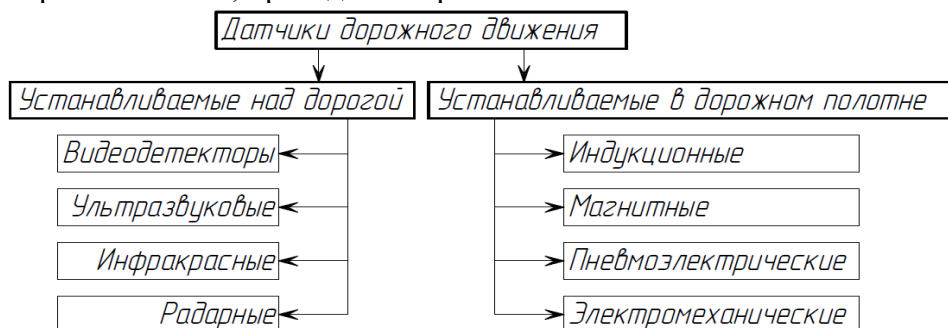 Датчики дорожного движения
Устанавливаемые над дорогой
Устанавливаемые в дорожном полотне
Видеодетекторы
Ультразвуковые
Инфракрасные
Радарные
Индукционные
Магнитные
Пневмоэлектрические
Электромеханические